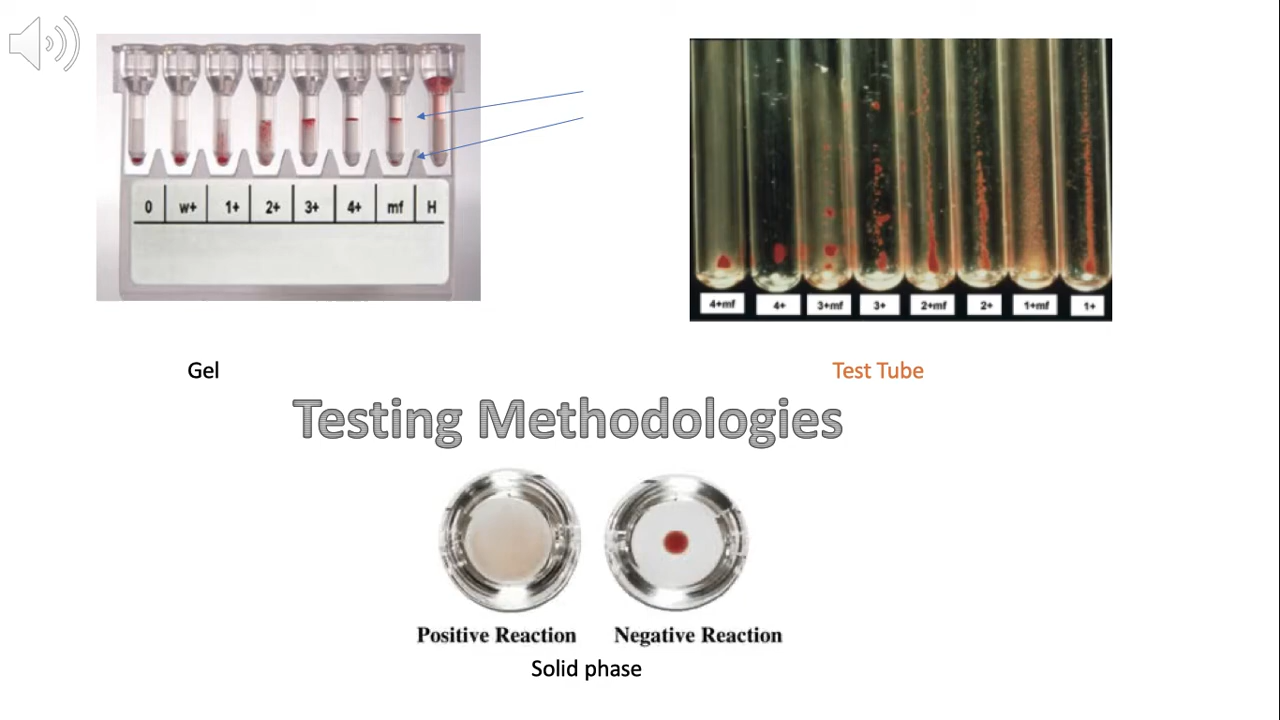 0 w+ 1+ 2+ 3+ 4+ mf H
4+mf 4+ 3+mf 3+ 2+mf 2+ 1+mf 1+
Gel
Test Tube
Testing Methodologies
Positive Reaction
Negative Reaction
Solid phase